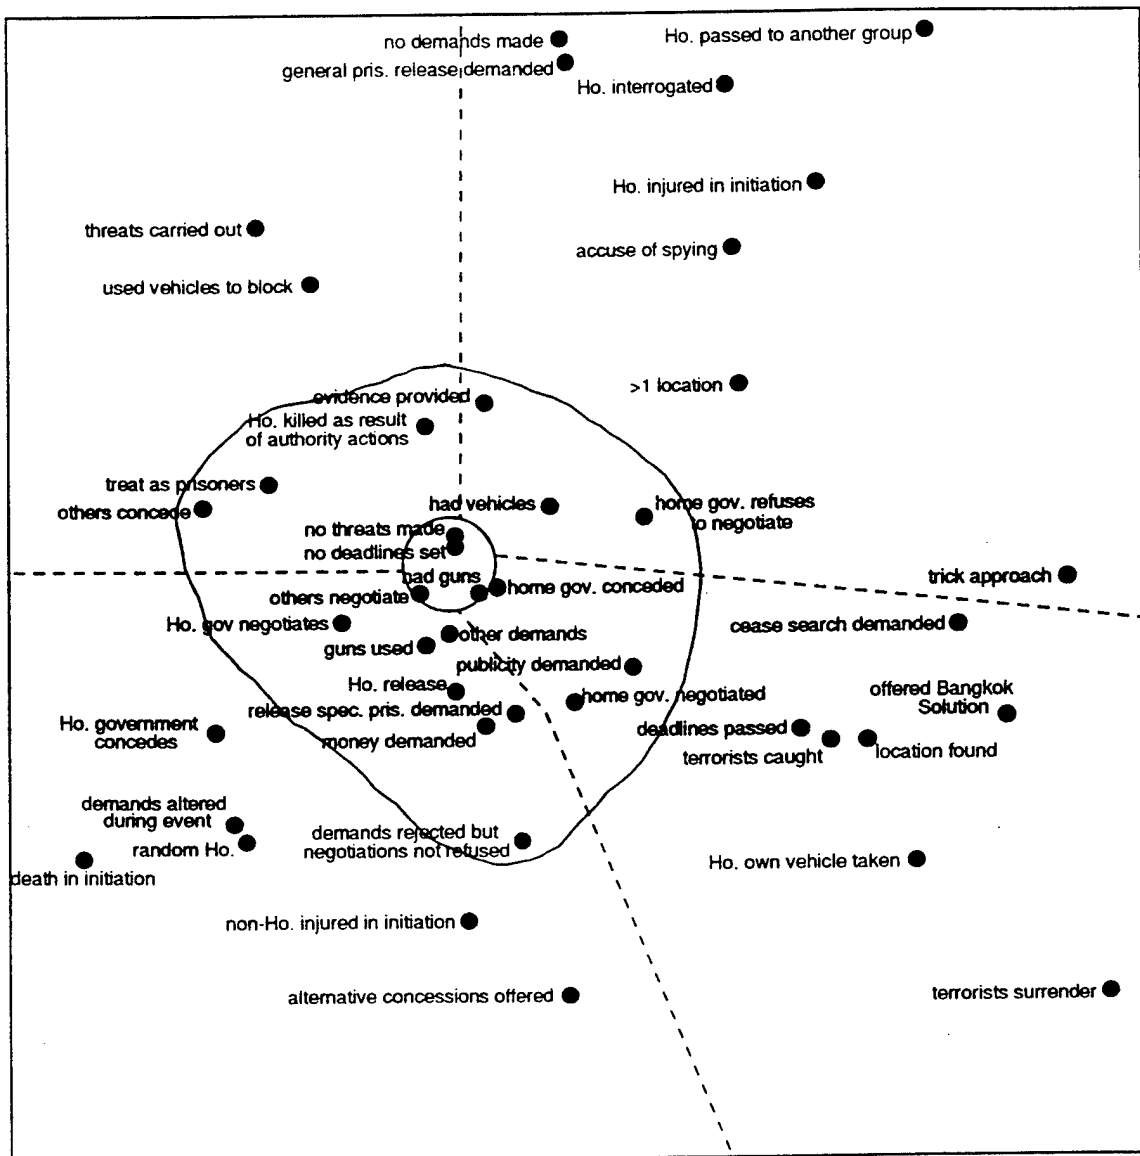 no demands made
Ho. passed to another group
general pris. release demanded
Ho. interrogated
Ho. injured in initiation
threats carried out
accuse of spying
used vehicles to block
>1 location
evidence provided
Ho. killed as result
of authority actions
treat as prisoners
others concede
had vehicles
home gov. refuses
to negotiate
no threats made
no deadlines set
had guns
home gov. conceded
trick approach
others negotiate
Ho. gov negotiates
other demands
cease search demanded
guns used
publicity demanded
Ho. release
home gov. negotiated
offered Bangkok
Solution
release spec. pris. demanded
Ho. government
concedes
money demanded
deadlines passed
terrorists caught
location found
demands altered
during event
random Ho.
demands rejected but
negotiations not refused
Ho. own vehicle taken
death in initiation
non-Ho. injured in initiation
alternative concessions offered
terrorists surrender